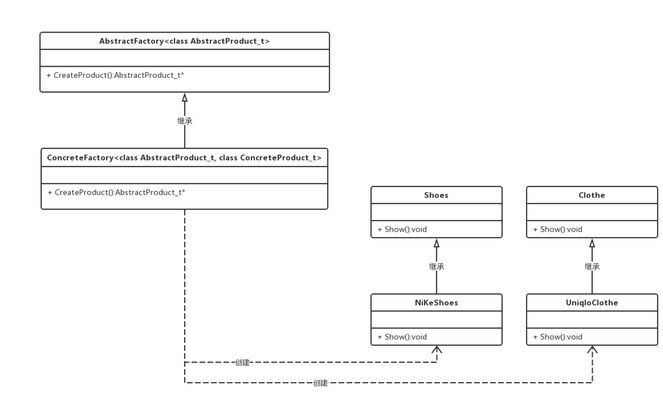 AbstractFactory<class AbstractProduct_t>
+ CreateProduct():AbstractProduct_t*
继承
ConcreteFactory<class AbstractProduct_t, class ConcreteProduct_t>
+ CreateProduct():AbstractProduct_t*
Shoes
+ Show():void
Clothe
+ Show():void
继承
继承
NiKeShoes
+ Show():void
UniqloClothe
+ Show():void
创建
创建